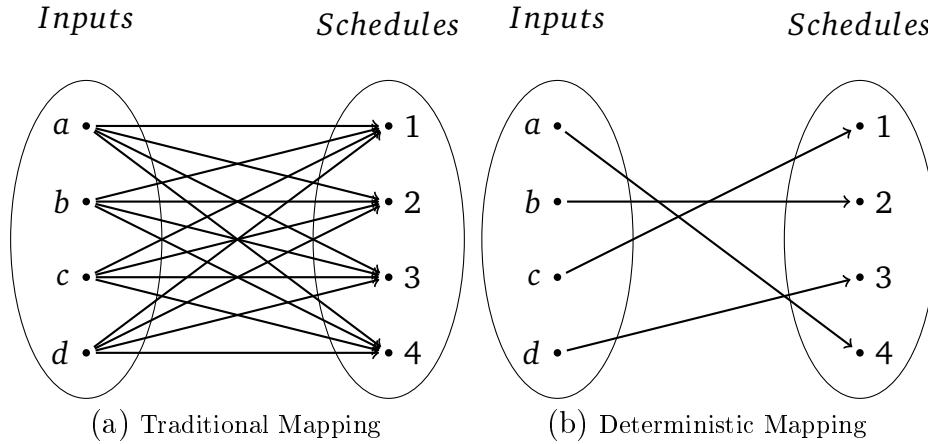 Inputs Schedules Inputs Schedules
a 1 a 1
b 2 b 2
c 3 c 3
d 4 d 4
(a) Traditional Mapping (b) Deterministic Mapping